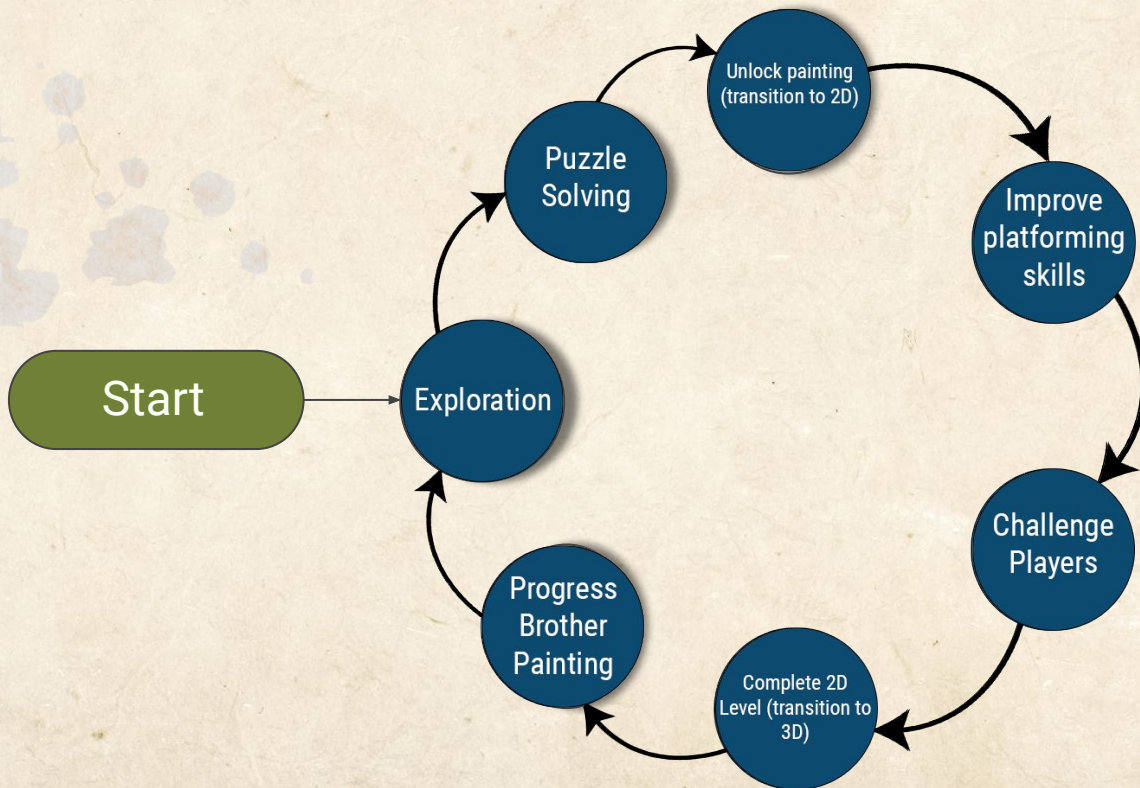 Start
Exploration
Puzzle
Solving
Unlock painting
(transition to 2D)
Improve
platforming
skills
Challenge
Players
Complete 2D
Level (transition to
3D)
Progress
Brother
Painting